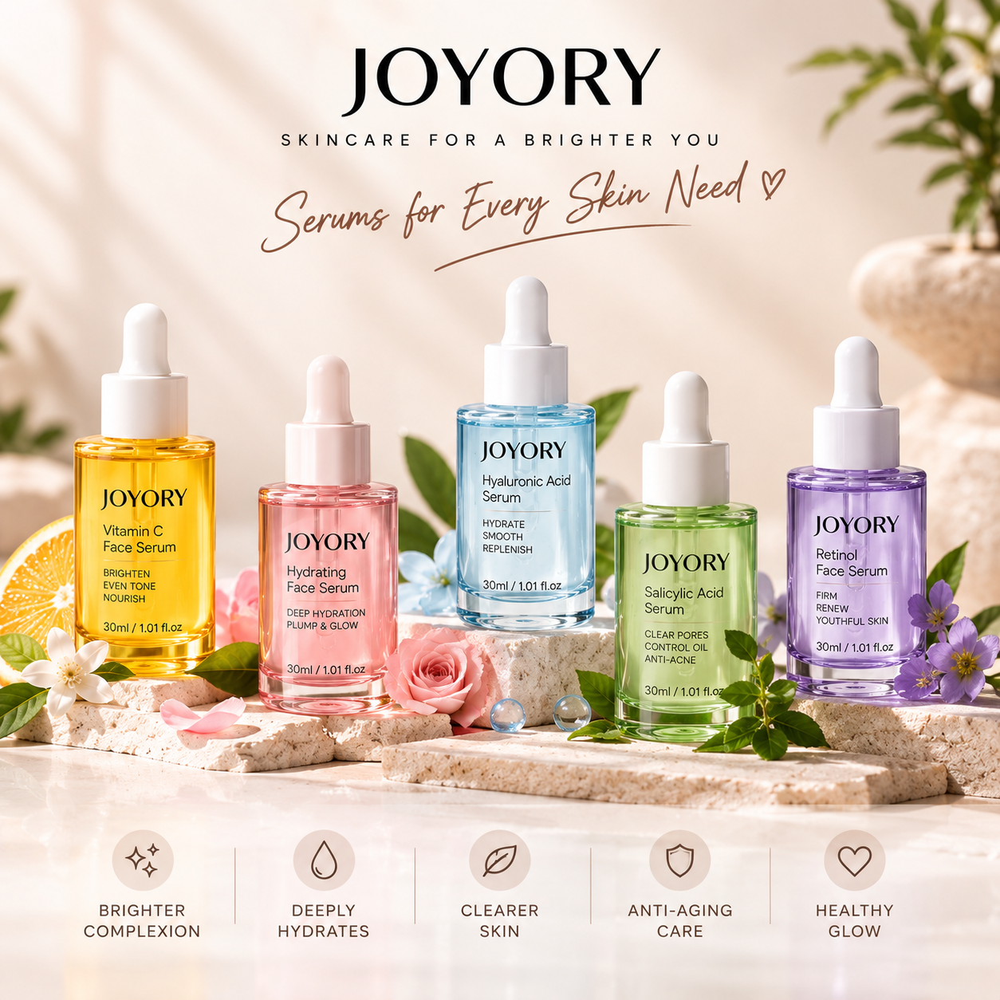 JOYORY
SKINCARE FOR A BRIGHTER YOU
Serums for Every Skin Need
JOYORY
Vitamin C
Face Serum
BRIGHTEN
EVEN TONE
NOURISH
30ml / 1.01 fl.oz
JOYORY
Hydrating
Face Serum
DEEP HYDRATION
PLUMP & GLOW
30ml / 1.01 fl.oz
JOYORY
Hyaluronic Acid
Serum
HYDRATE
SMOOTH
REPLENISH
30ml / 1.01 fl.oz
JOYORY
Salicylic Acid
Serum
CLEAR PORES
CONTROL OIL
ANTI-ACNE
30ml / 1.01 fl.oz
JOYORY
Retinol
Face Serum
FIRM
RENEW
YOUTHFUL SKIN
30ml / 1.01 fl.oz
BRIGHTER
COMPLEXION
DEEPLY
HYDRATES
CLEARER
SKIN
ANTI-AGING
CARE
HEALTHY
GLOW